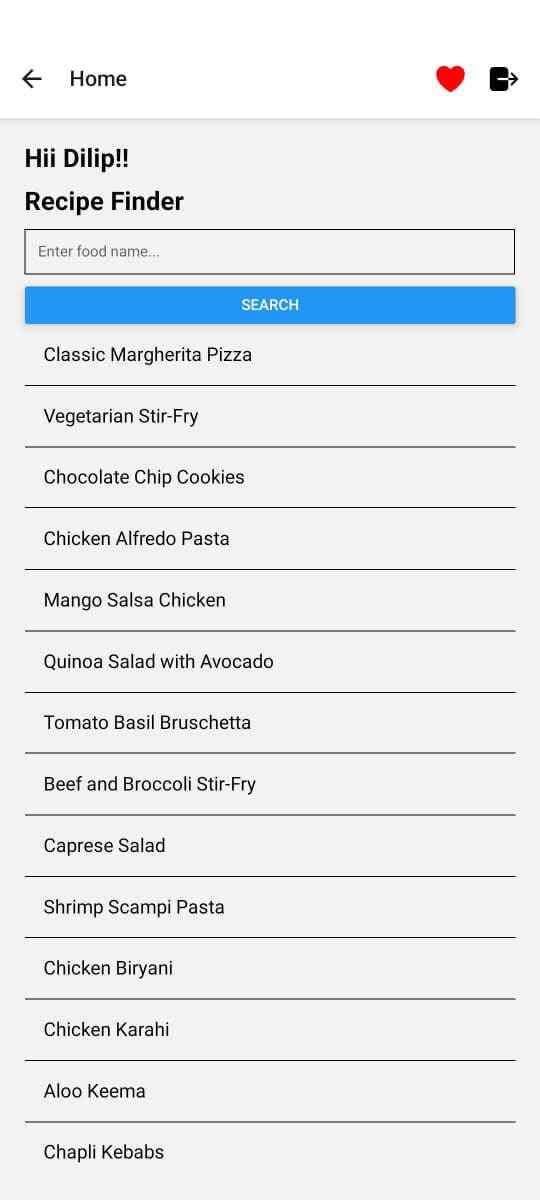 Home
Hii Dilip!!
Recipe Finder
Enter food name...
SEARCH
Classic Margherita Pizza
Vegetarian Stir-Fry
Chocolate Chip Cookies
Chicken Alfredo Pasta
Mango Salsa Chicken
Quinoa Salad with Avocado
Tomato Basil Bruschetta
Beef and Broccoli Stir-Fry
Caprese Salad
Shrimp Scampi Pasta
Chicken Biryani
Chicken Karahi
Aloo Keema
Chapli Kebabs